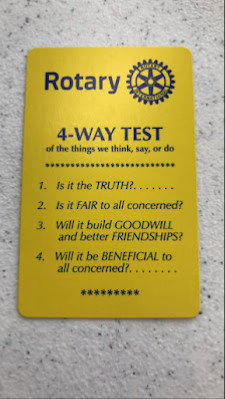 Rotary
ROTARY
INTERNATIONAL
4-WAY TEST
of the things we think, say, or do
************************
1. Is it the TRUTH?. . . . . . .
2. Is it FAIR to all concerned?
3. Will it build GOODWILL
and better FRIENDSHIPS?
4. Will it be BENEFICIAL to
all concerned?. . . . . . . .
*********